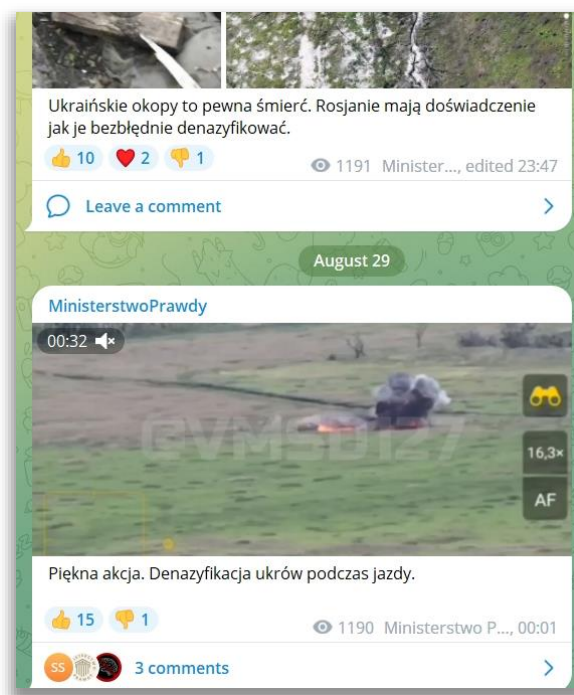 Ukraińskie okopy to pewna śmierć. Rosjanie mają doświadczenie
jak je bezbłędnie denazyfikować.
10 2 1 1191 Minister..., edited 23:47
Leave a comment
August 29
MinisterstwoPrawdy
00:32
16,3×
AF
Piękna akcja. Denazyfikacja ukrów podczas jazdy.
15 1 1190 Ministerstwo P..., 00:01
SS 3 comments